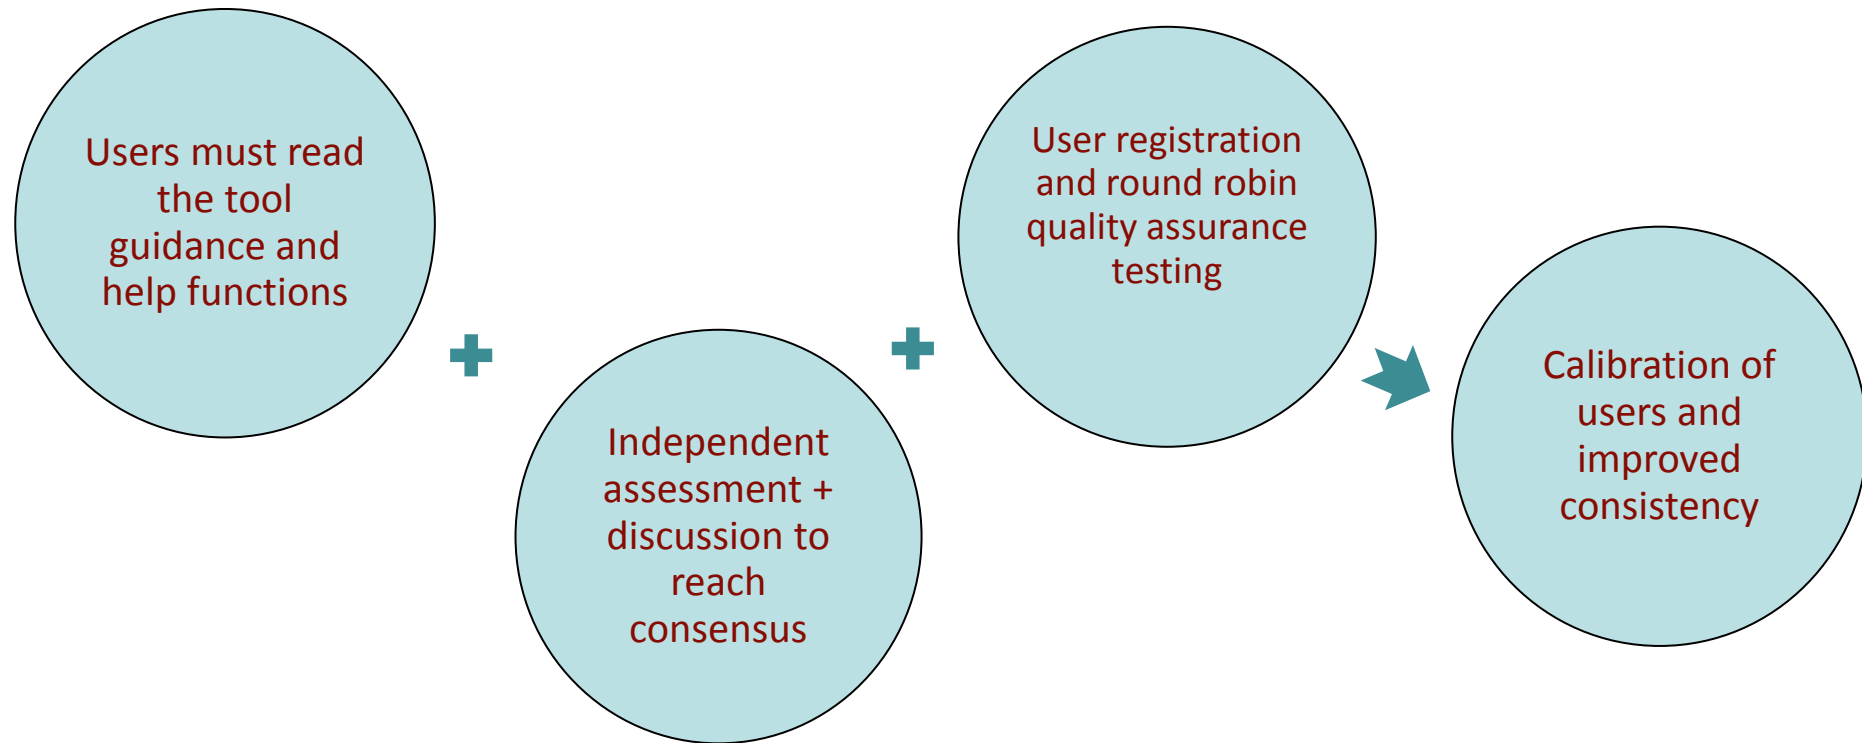 Users must read
the tool
guidance and
help functions
Independent
assessment +
discussion to
reach
consensus
User registration
and round robin
quality assurance
testing
Calibration of
users and
improved
consistency